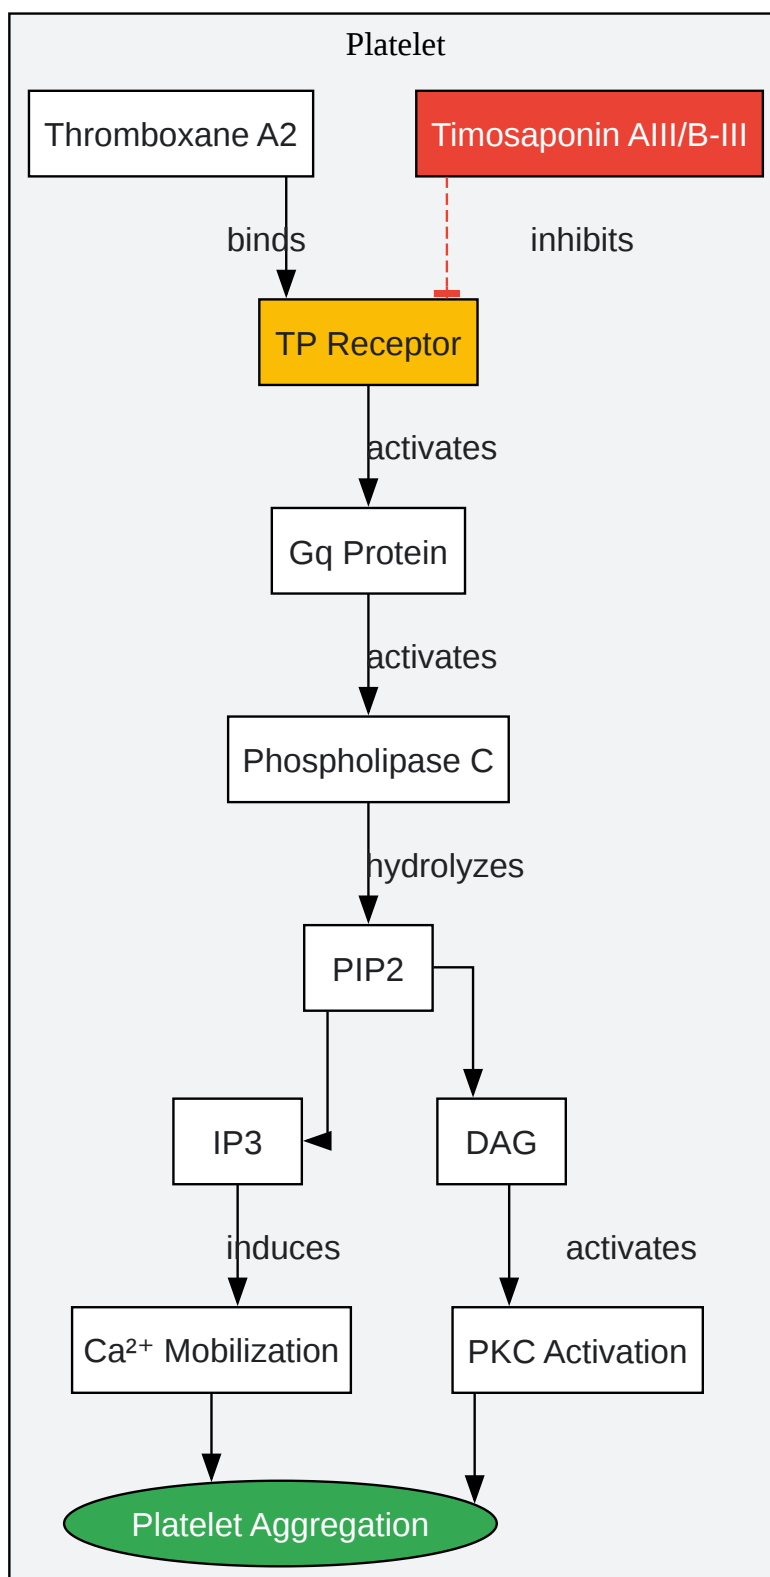 Platelet
Thromboxane A2
Timosaponin AIII/B-III
binds
inhibits
TP Receptor
activates
Gq Protein
activates
Phospholipase C
hydrolyzes
PIP2
IP3
DAG
induces
activates
Ca²⁺ Mobilization
PKC Activation
Platelet Aggregation